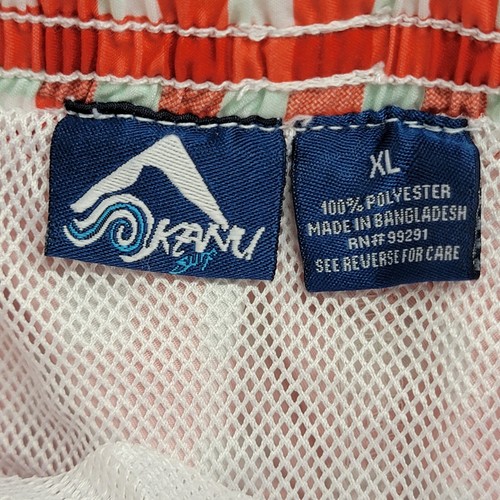 KANU
Surf
XL
100% POLYESTER
MADE IN BANGLADESH
RN# 99291
SEE REVERSE FOR CARE